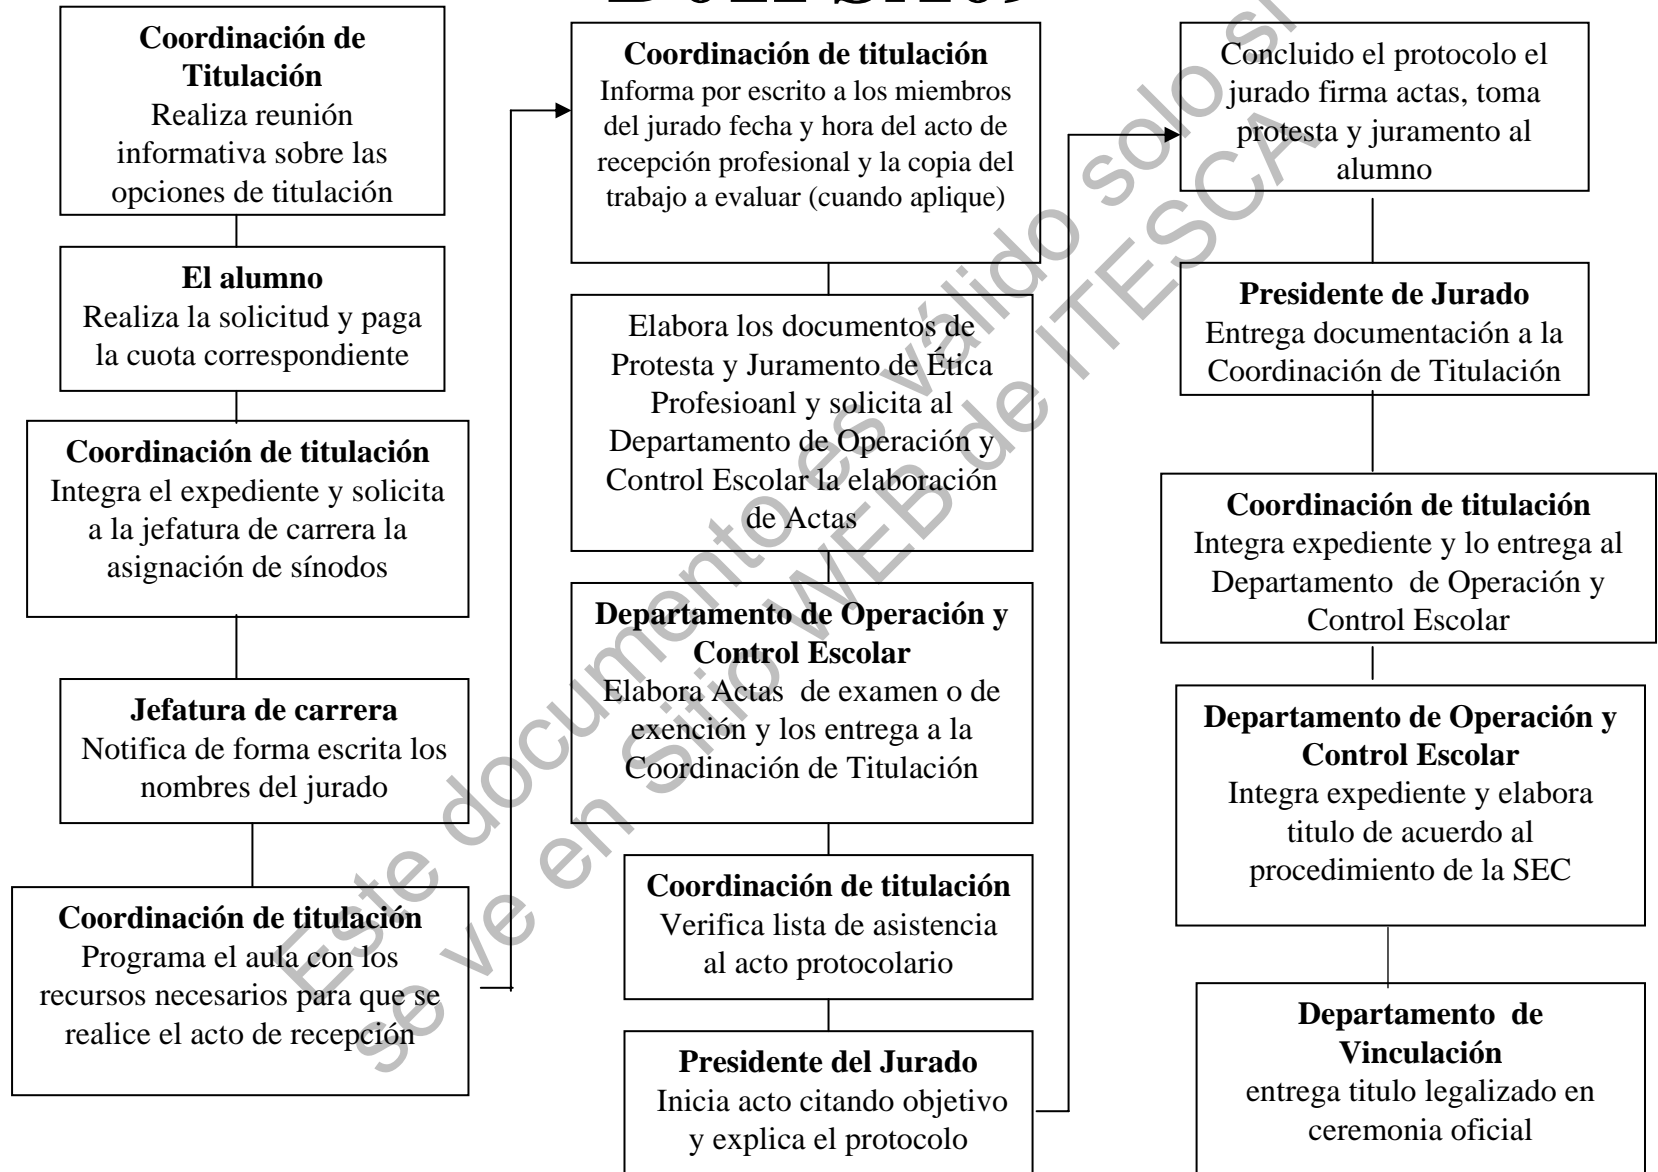 Coordinación de
Titulación
Realiza reunión
informativa sobre las
opciones de titulación
El alumno
Realiza la solicitud y paga
la cuota correspondiente
Coordinación de titulación
Integra el expediente y solicita
a la jefatura de carrera la
asignación de sínodos
Jefatura de carrera
Notifica de forma escrita los
nombres del jurado
Coordinación de titulación
Programa el aula con los
recursos necesarios para que se
realice el acto de recepción
Coordinación de titulación
Informa por escrito a los miembros
del jurado fecha y hora del acto de
recepción profesional y la copia del
trabajo a evaluar (cuando aplique)
Elabora los documentos de
Protesta y Juramento de Ética
Profesioanl y solicita al
Departamento de Operación y
Control Escolar la elaboración
de Actas
Departamento de Operación y
Control Escolar
Elabora Actas de examen o de
exención y los entrega a la
Coordinación de Titulación
Coordinación de titulación
Verifica lista de asistencia
al acto protocolario
Presidente del Jurado
Inicia acto citando objetivo
y explica el protocolo
Concluido el protocolo el
jurado firma actas, toma
protesta y juramento al
alumno
Presidente de Jurado
Entrega documentación a la
Coordinación de Titulación
Coordinación de titulación
Integra expediente y lo entrega al
Departamento de Operación y
Control Escolar
Departamento de Operación y
Control Escolar
Integra expediente y elabora
titulo de acuerdo al
procedimiento de la SEC
Departamento de
Vinculación
entrega titulo legalizado en
ceremonia oficial
Este documento es válido solo si
se ve en Sitio WEB de ITESCA